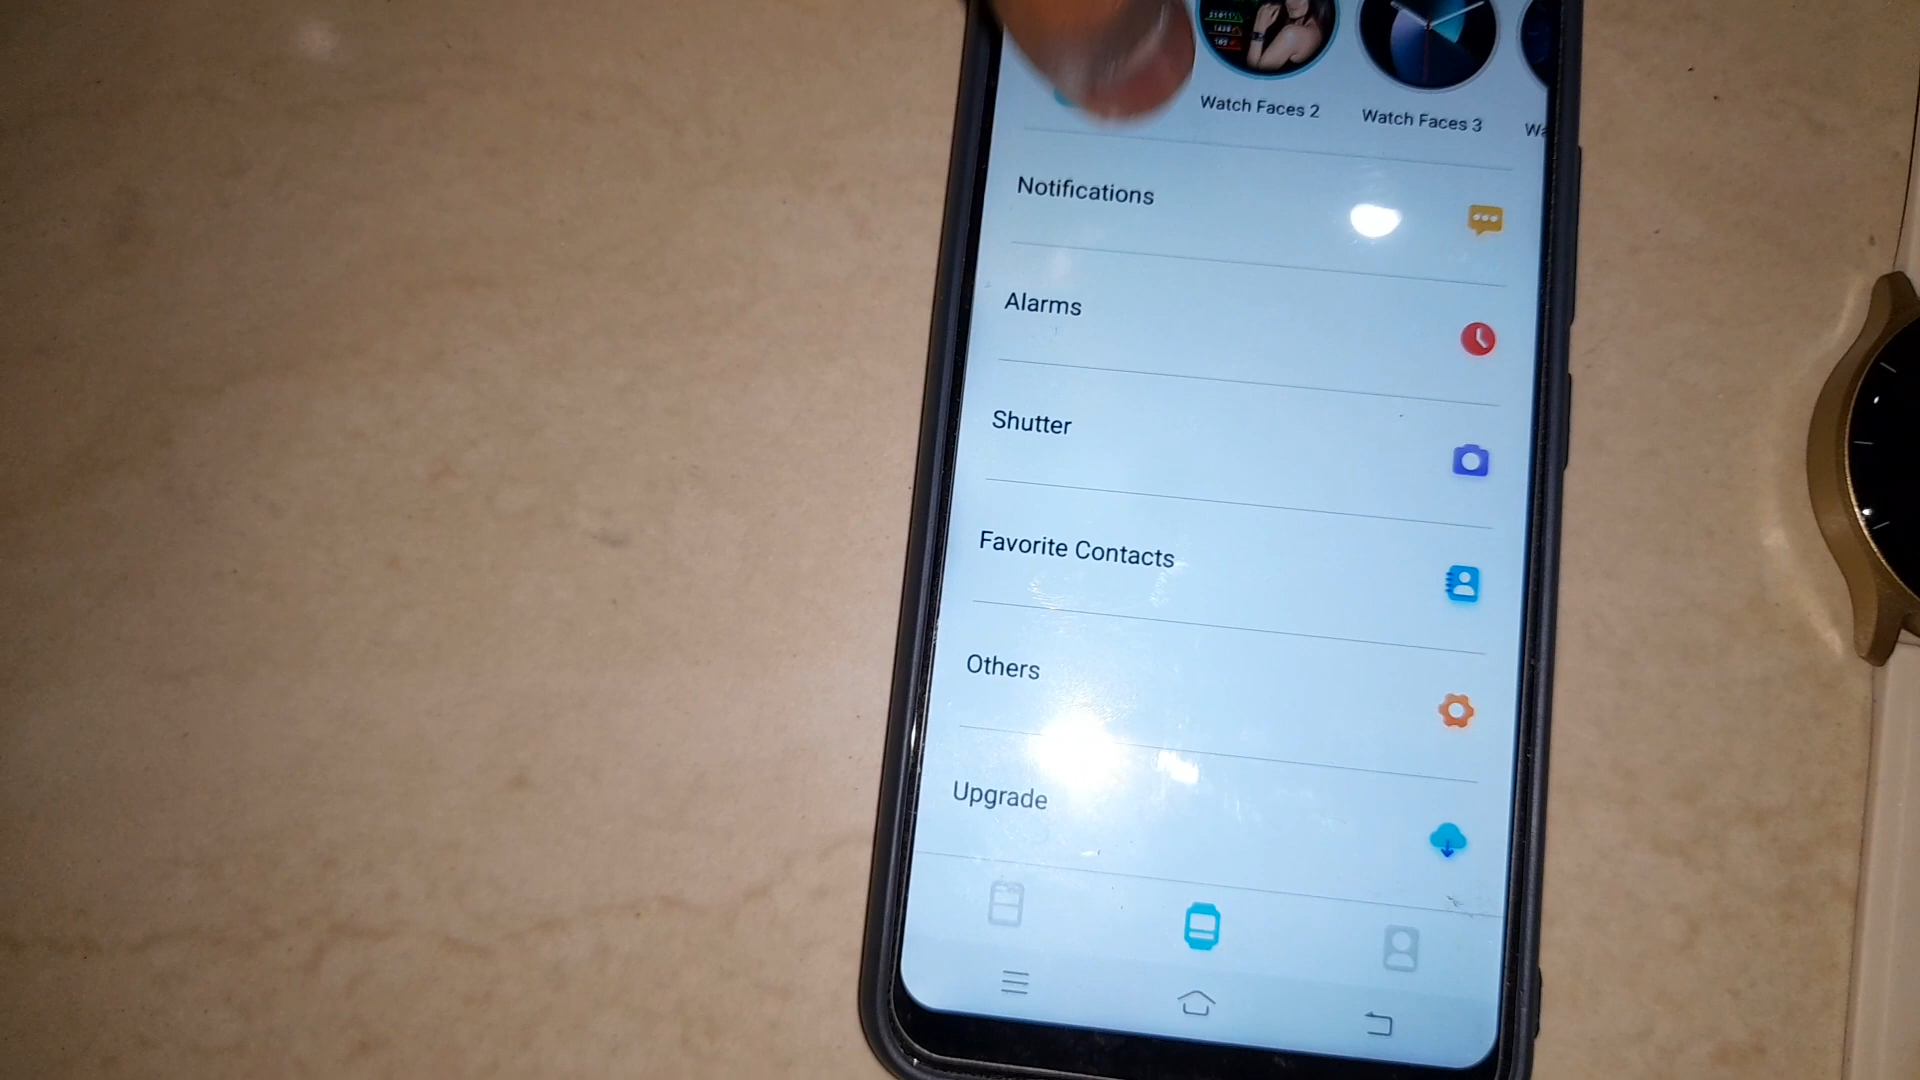 Watch Faces 2
Watch Faces 3
Notifications
Alarms
Shutter
Favorite Contacts
Others
Upgrade